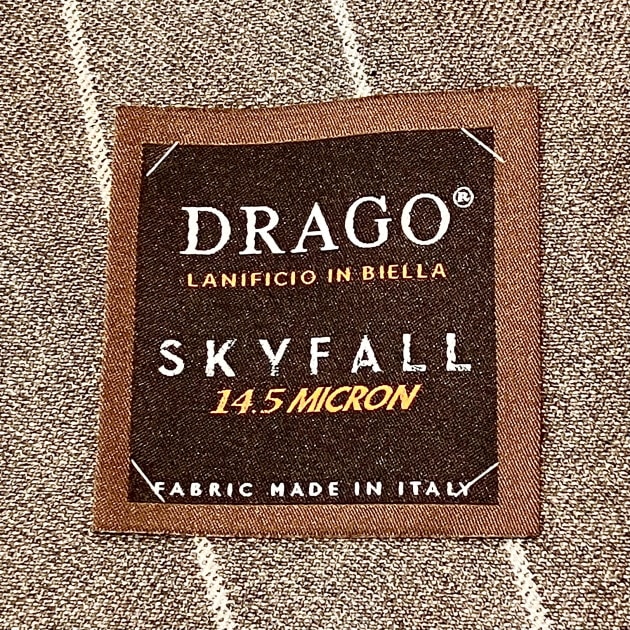 DRAGO®
LANIFICIO IN BIELLA
SKYFALL
14.5 MICRON
FABRIC MADE IN ITALY